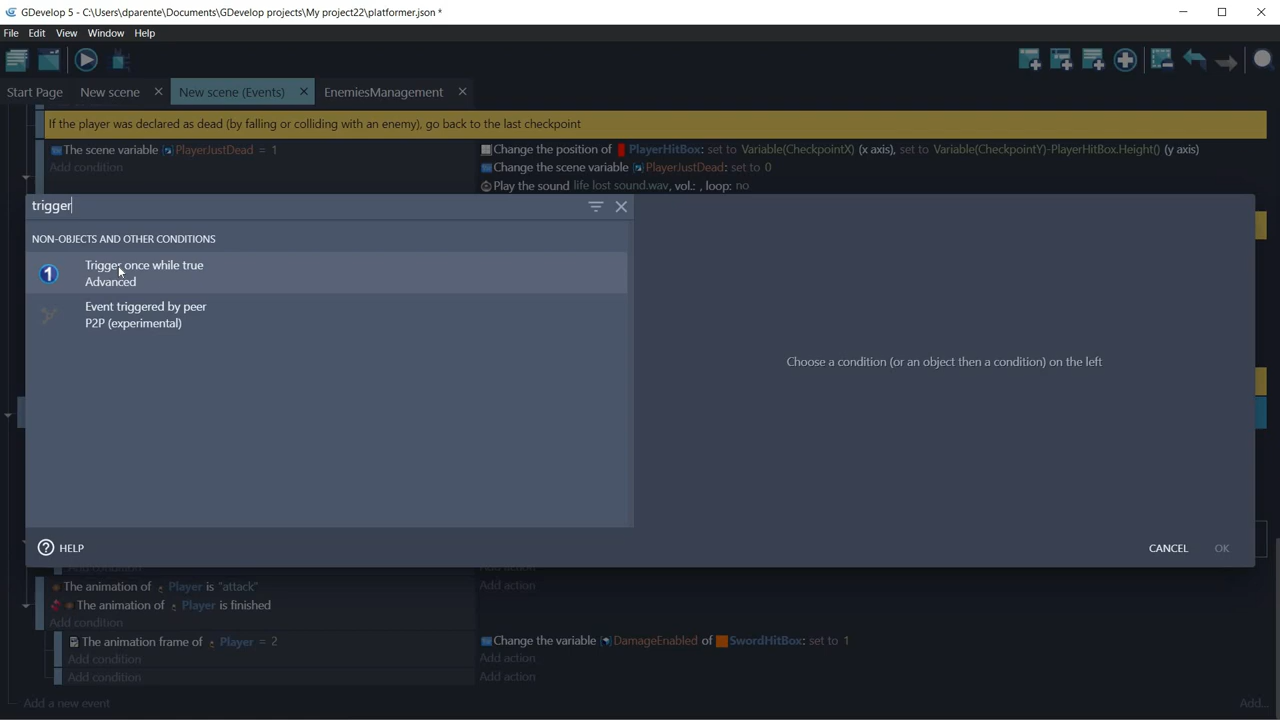 GDevelop 5 - C:\Users\dparente\Documents\GDevelop projects\My project22\platformer.json *
File Edit View Window Help
Start Page New scene × New scene (Events) × EnemiesManagement ×
If the player was declared as dead (by falling or colliding with an enemy), go back to the last checkpoint
The scene variable PlayerJustDead = 1
Change the position of PlayerHitBox: set to Variable(CheckpointX) (x axis), set to Variable(CheckpointY)-PlayerHitBox.Height() (y axis)
Add condition
Change the scene variable PlayerJustDead: set to 0
Play the sound life lost sound.wav, vol.: , loop: no
trigger
NON-OBJECTS AND OTHER CONDITIONS
1 Trigger once while true
Advanced
Event triggered by peer
P2P (experimental)
Choose a condition (or an object then a condition) on the left
? HELP
CANCEL OK
Add condition Add action
The animation of Player is "attack" Add action
The animation of Player is finished
Add condition
The animation frame of Player = 2 Change the variable DamageEnabled of SwordHitBox: set to 1
Add condition Add action
Add condition Add action
Add a new event Add...